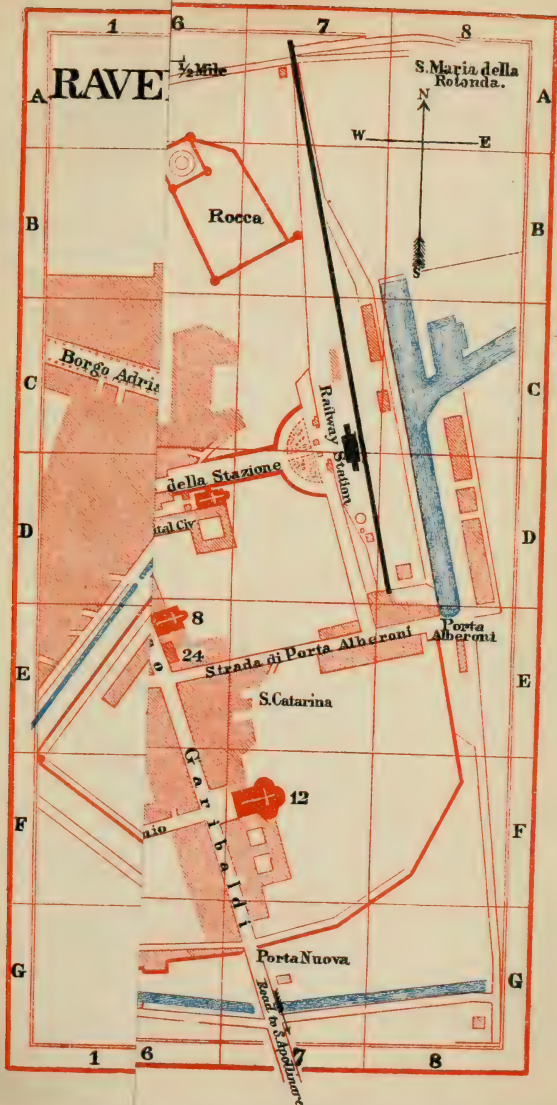 1 6 7 8
A RAVE
1/2 Mile
S. Maria della
Rotonda.
A
N
W E
S
B
Rocca
B
C
Borgo Adria
Railway Station
C
D
della Stazione
ital Civ
D
8
24
E
Strada di Porta Alberoni
Porta
Alberoni
E
S. Catarina
Garibaldi
12
F
nio
F
G
Porta Nuova
G
Road to S. Apollinare
1 6 7 8